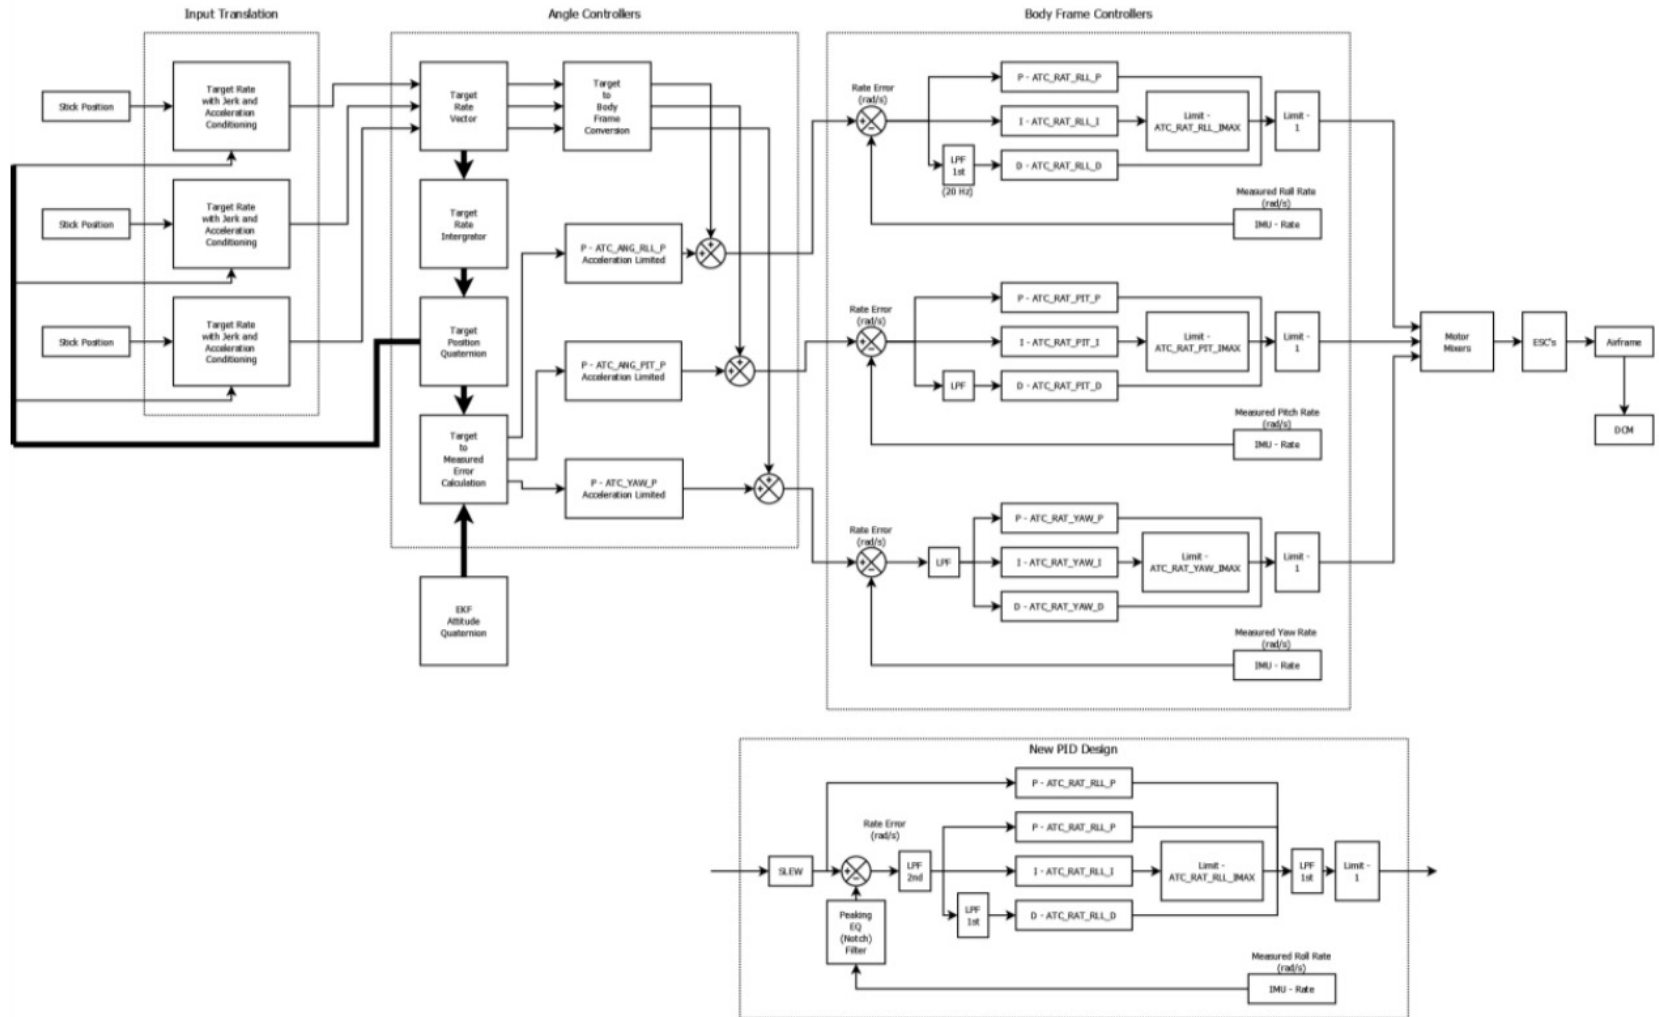 Input Translation
Angle Controllers
Body Frame Controllers
Stick Position
Target Rate
with Jerk and
Acceleration
Conditioning
Stick Position
Target Rate
with Jerk and
Acceleration
Conditioning
Stick Position
Target Rate
with Jerk and
Acceleration
Conditioning
Target
Rate
Vector
Target
to
Body
Frame
Conversion
Target
Rate
Intergrator
Target
Position
Quaternion
Target
to
Measured
Error
Calculation
EKF
Attitude
Quaternion
P - ATC_ANG_RLL_P
Acceleration Limited
P - ATC_ANG_PIT_P
Acceleration Limited
P - ATC_YAW_P
Acceleration Limited
Rate Error
(rad/s)
P - ATC_RAT_RLL_P
I - ATC_RAT_RLL_I
Limit -
ATC_RAT_RLL_IMAX
Limit -
1
LPF
1st
(20 Hz)
D - ATC_RAT_RLL_D
Measured Roll Rate
(rad/s)
IMU - Rate
Rate Error
(rad/s)
P - ATC_RAT_PIT_P
I - ATC_RAT_PIT_I
Limit -
ATC_RAT_PIT_IMAX
Limit -
1
LPF
D - ATC_RAT_PIT_D
Measured Pitch Rate
(rad/s)
IMU - Rate
Rate Error
(rad/s)
LPF
P - ATC_RAT_YAW_P
I - ATC_RAT_YAW_I
Limit -
ATC_RAT_YAW_IMAX
Limit -
1
D - ATC_RAT_YAW_D
Measured Yaw Rate
(rad/s)
IMU - Rate
Motor
Mixers
ESC's
Airframe
DCM
New PID Design
P - ATC_RAT_RLL_P
Rate Error
(rad/s)
P - ATC_RAT_RLL_P
SLEW
LPF
2nd
I - ATC_RAT_RLL_I
Limit -
ATC_RAT_RLL_IMAX
LPF
1st
Limit -
1
LPF
1st
D - ATC_RAT_RLL_D
Peaking
EQ
(Notch)
Filter
Measured Roll Rate
(rad/s)
IMU - Rate